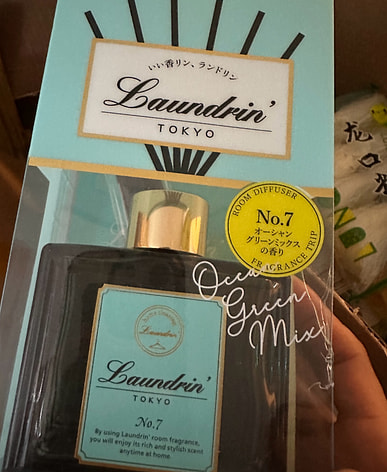 いい香リン、ランドリン
Laundrin'
TOKYO
ROOM DIFFUSER
No.7
オーシャン
グリーンミックス
の香り
FRAGRANCE TRIP
Ocean
Green
Mix
Laundrin'
Laundrin'
TOKYO
No.7
By using Laundrin' room fragrance,
you will enjoy its rich and stylish scent
anytime at home.
龙口